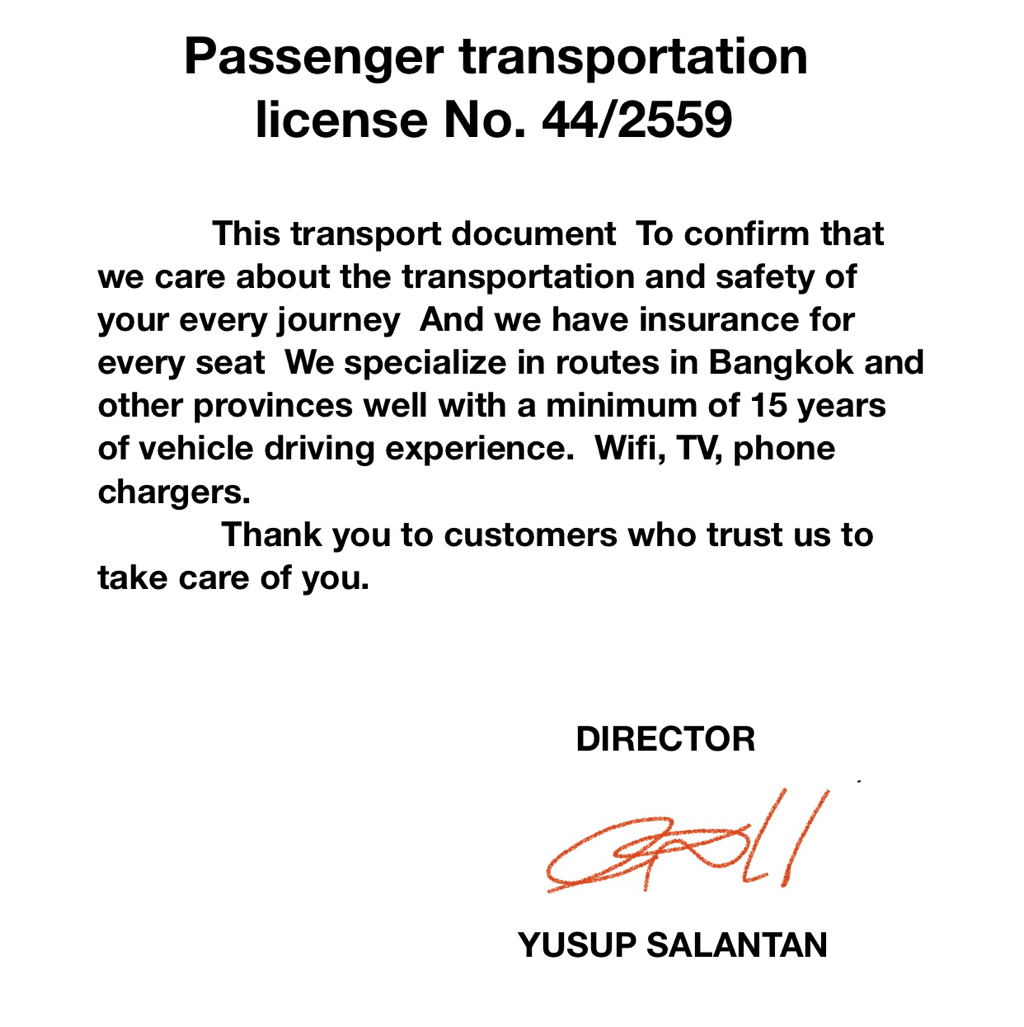 Passenger transportation
license No. 44/2559
This transport document  To confirm that
we care about the transportation and safety of
your every journey  And we have insurance for
every seat  We specialize in routes in Bangkok and
other provinces well with a minimum of 15 years
of vehicle driving experience.  Wifi, TV, phone
chargers.
Thank you to customers who trust us to
take care of you.
DIRECTOR
YUSUP SALANTAN